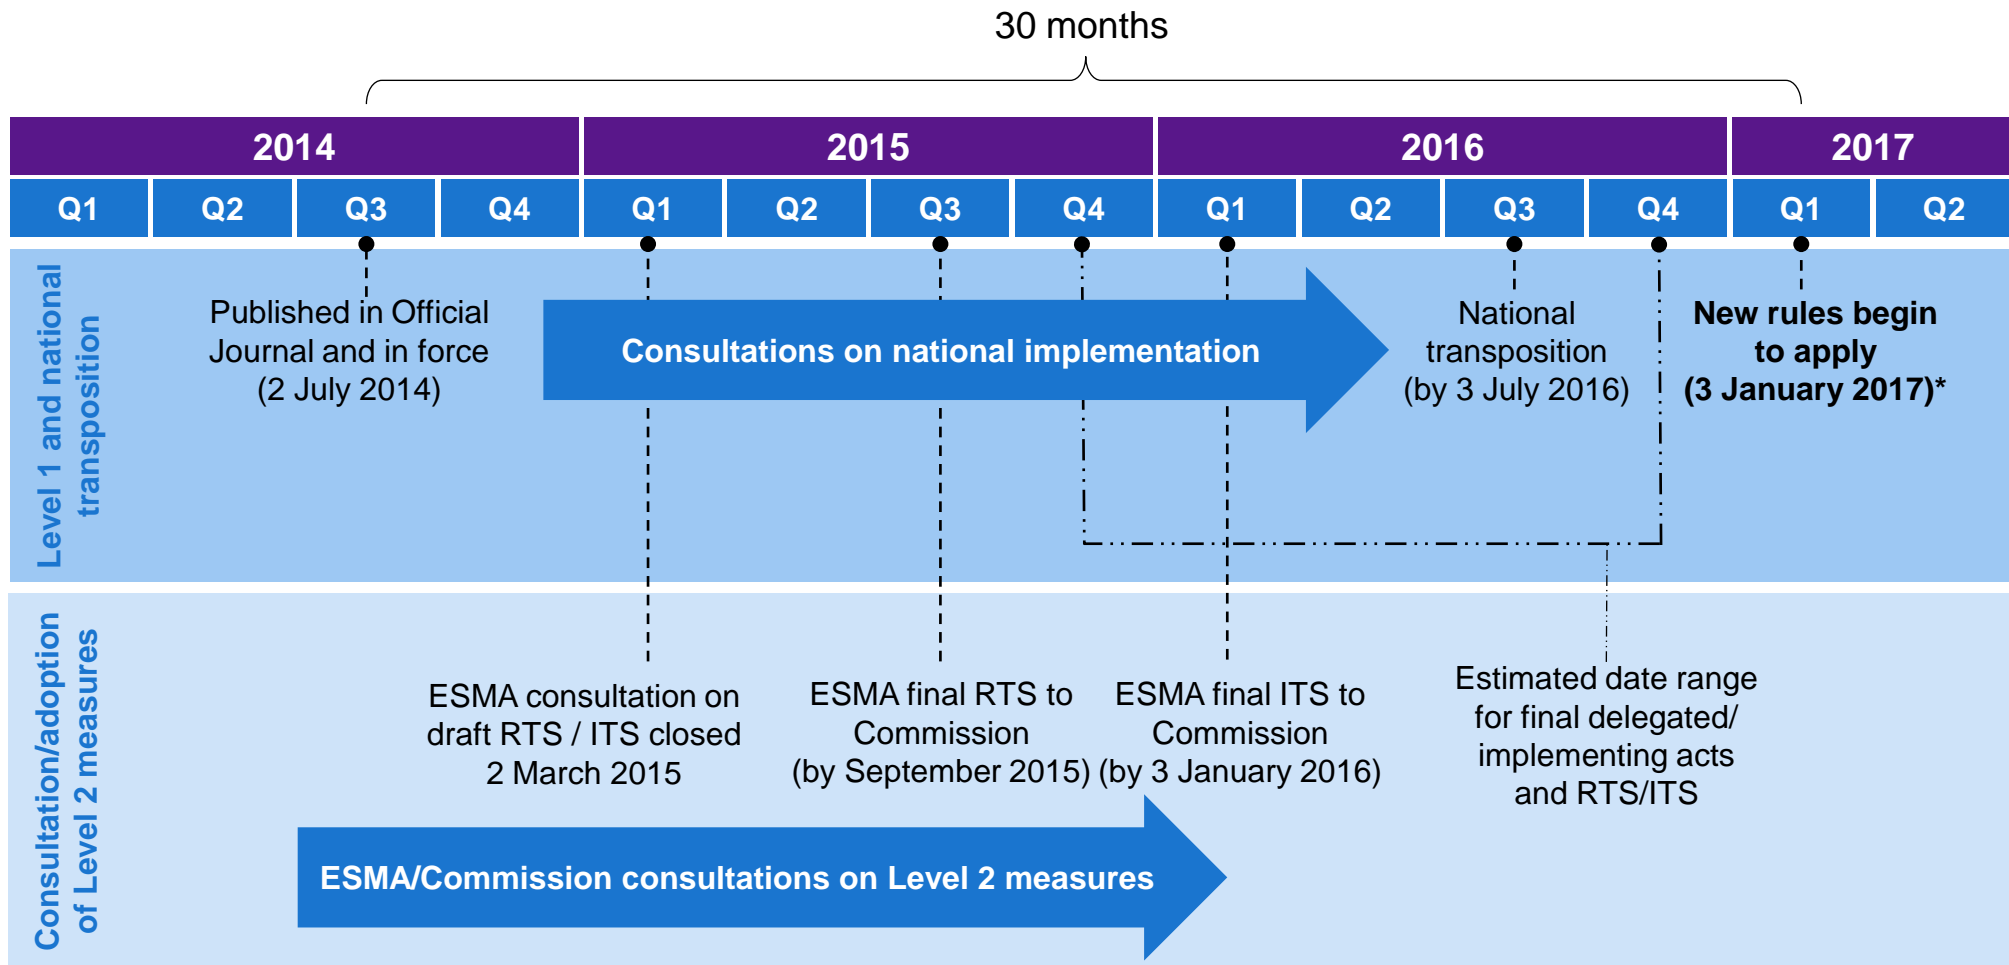 30 months
2014
2015
2016
2017
Q1
Q2
Q3
Q4
Q1
Q2
Q3
Q4
Q1
Q2
Q3
Q4
Q1
Q2
Level 1 and national
transposition
Published in Official
Journal and in force
(2 July 2014)
Consultations on national implementation
National
transposition
(by 3 July 2016)
New rules begin
to apply
(3 January 2017)*
Consultation/adoption
of Level 2 measures
ESMA consultation on
draft RTS / ITS closed
2 March 2015
ESMA final RTS to
Commission
(by September 2015)
ESMA final ITS to
Commission
(by 3 January 2016)
Estimated date range
for final delegated/
implementing acts
and RTS/ITS
ESMA/Commission consultations on Level 2 measures